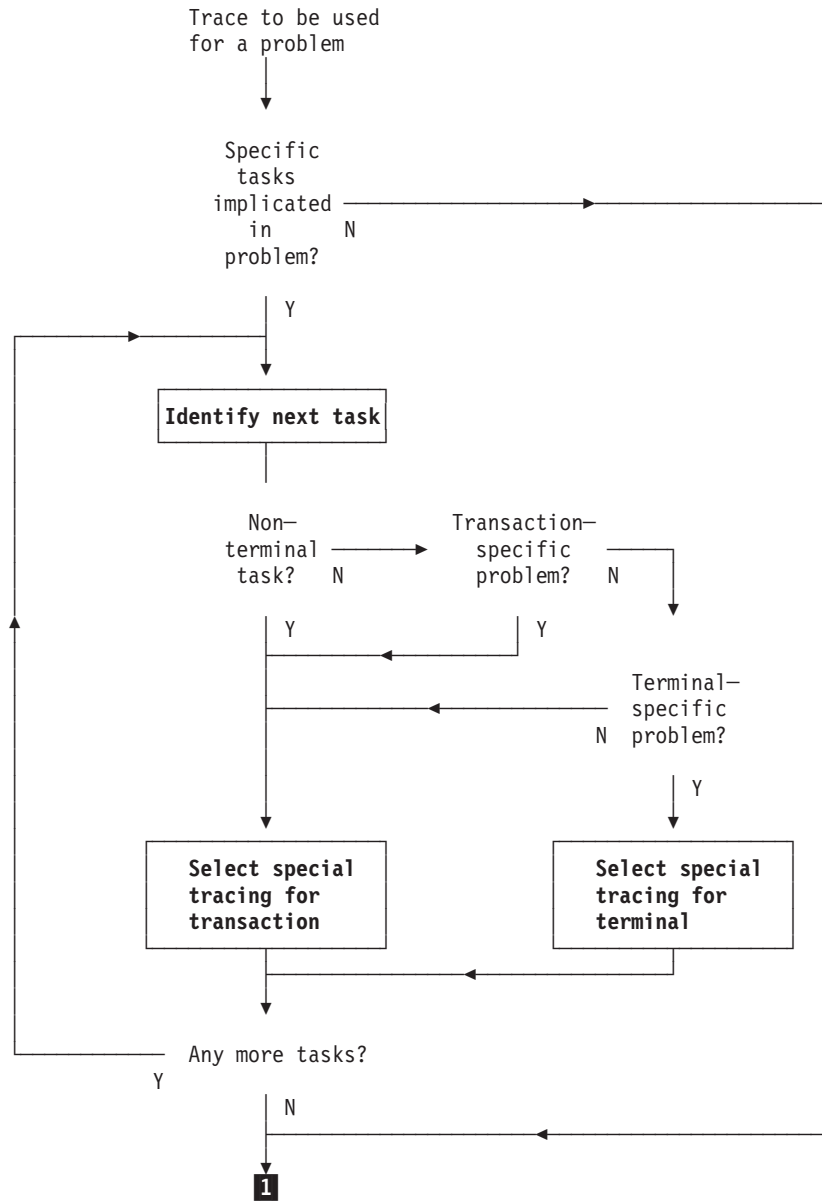 Trace to be used
for a problem
Specific
tasks
implicated
in
N
problem?
Y
Identify next task
Non—
terminal
task?
N
Transaction—
specific
problem?
N
Y
Y
Terminal—
specific
N
problem?
Y
Select special
tracing for
transaction
Select special
tracing for
terminal
Any more tasks?
Y
N
1